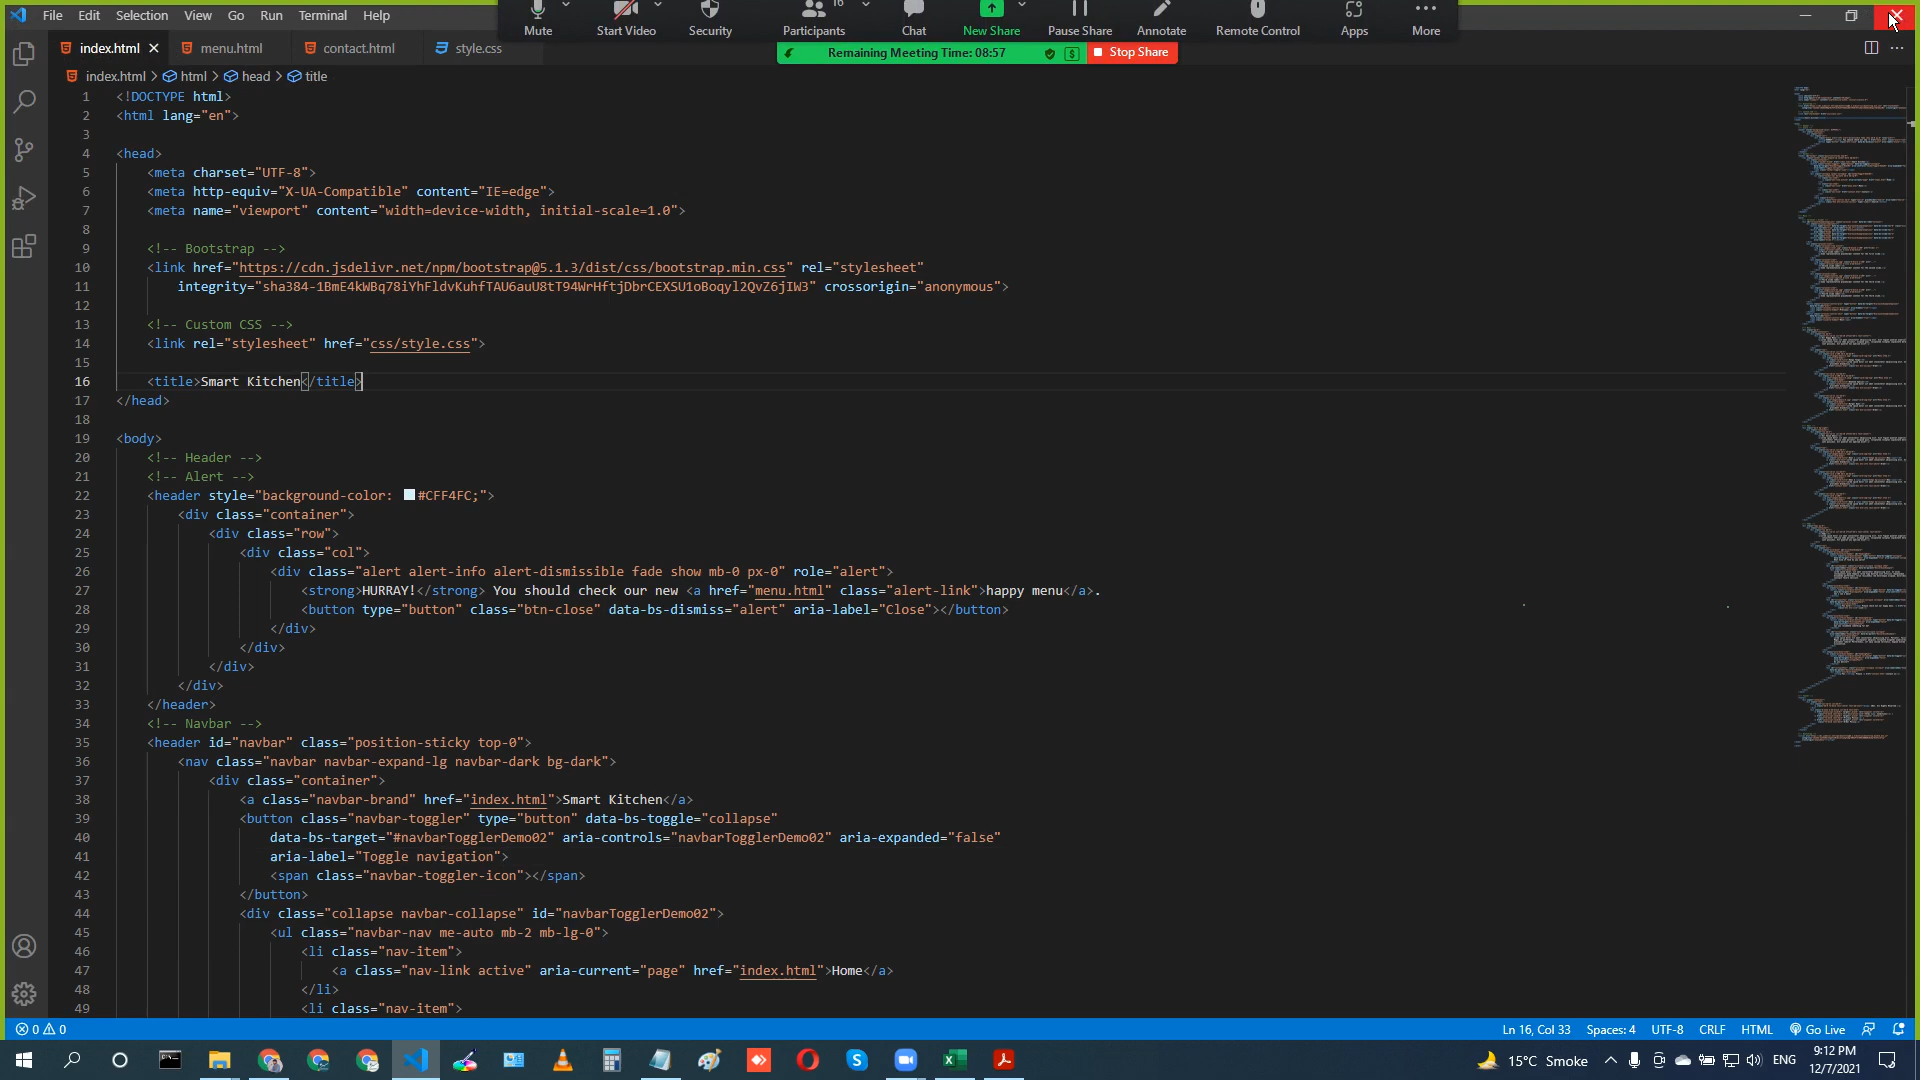 File Edit Selection View Go Run Terminal Help
Mute Start Video Security 16 Participants Chat New Share Pause Share Annotate Remote Control Apps More
Remaining Meeting Time: 08:57 Stop Share
index.html menu.html contact.html style.css
index.html html head title
1 <!DOCTYPE html>
2 <html lang="en">
3
4 <head>
5 <meta charset="UTF-8">
6 <meta http-equiv="X-UA-Compatible" content="IE=edge">
7 <meta name="viewport" content="width=device-width, initial-scale=1.0">
8
9 <!-- Bootstrap -->
10 <link href="https://cdn.jsdelivr.net/npm/bootstrap@5.1.3/dist/css/bootstrap.min.css" rel="stylesheet"
11 integrity="sha384-1BmE4kWBq78iYhFldvKuhfTAU6auU8tT94WrHftjDbrCEXSU1oBoqyl2QvZ6jIW3" crossorigin="anonymous">
12
13 <!-- Custom CSS -->
14 <link rel="stylesheet" href="css/style.css">
15
16 <title>Smart Kitchen</title>
17 </head>
18
19 <body>
20 <!-- Header -->
21 <!-- Alert -->
22 <header style="background-color: #CFF4FC;">
23 <div class="container">
24 <div class="row">
25 <div class="col">
26 <div class="alert alert-info alert-dismissible fade show mb-0 px-0" role="alert">
27 <strong>HURRAY!</strong> You should check our new <a href="menu.html" class="alert-link">happy menu</a>.
28 <button type="button" class="btn-close" data-bs-dismiss="alert" aria-label="Close"></button>
29 </div>
30 </div>
31 </div>
32 </div>
33 </header>
34 <!-- Navbar -->
35 <header id="navbar" class="position-sticky top-0">
36 <nav class="navbar navbar-expand-lg navbar-dark bg-dark">
37 <div class="container">
38 <a class="navbar-brand" href="index.html">Smart Kitchen</a>
39 <button class="navbar-toggler" type="button" data-bs-toggle="collapse"
40 data-bs-target="#navbarTogglerDemo02" aria-controls="navbarTogglerDemo02" aria-expanded="false"
41 aria-label="Toggle navigation">
42 <span class="navbar-toggler-icon"></span>
43 </button>
44 <div class="collapse navbar-collapse" id="navbarTogglerDemo02">
45 <ul class="navbar-nav me-auto mb-2 mb-lg-0">
46 <li class="nav-item">
47 <a class="nav-link active" aria-current="page" href="index.html">Home</a>
48 </li>
49 <li class="nav-item">
0 0 Ln 16, Col 33 Spaces: 4 UTF-8 CRLF HTML Go Live
15°C Smoke ENG 9:12 PM
12/7/2021